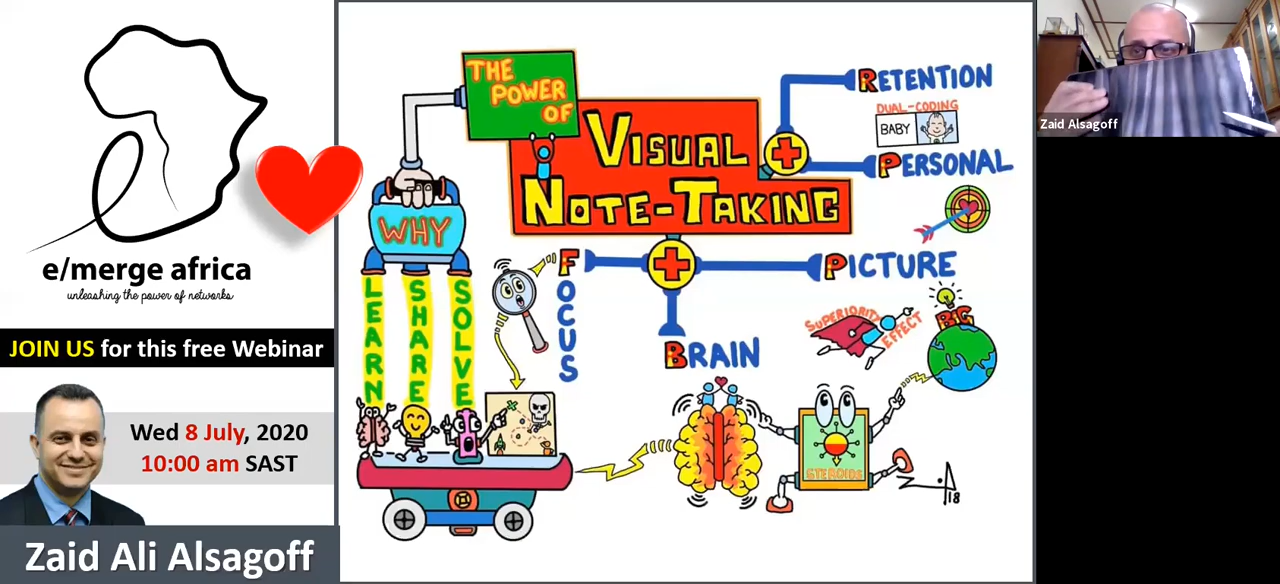 e/merge africa
unleashing the power of networks
JOIN US for this free Webinar
Wed 8 July, 2020
10:00 am SAST
Zaid Ali Alsagoff
THE
POWER
OF
VISUAL
NOTE-TAKING
WHY
LEARN
SHARE
SOLVE
FOCUS
BRAIN
RETENTION
DUAL-CODING
BABY
PERSONAL
PICTURE
SUPERIORITY
EFFECT
BIG
STEROIDS
18
Zaid Alsagoff